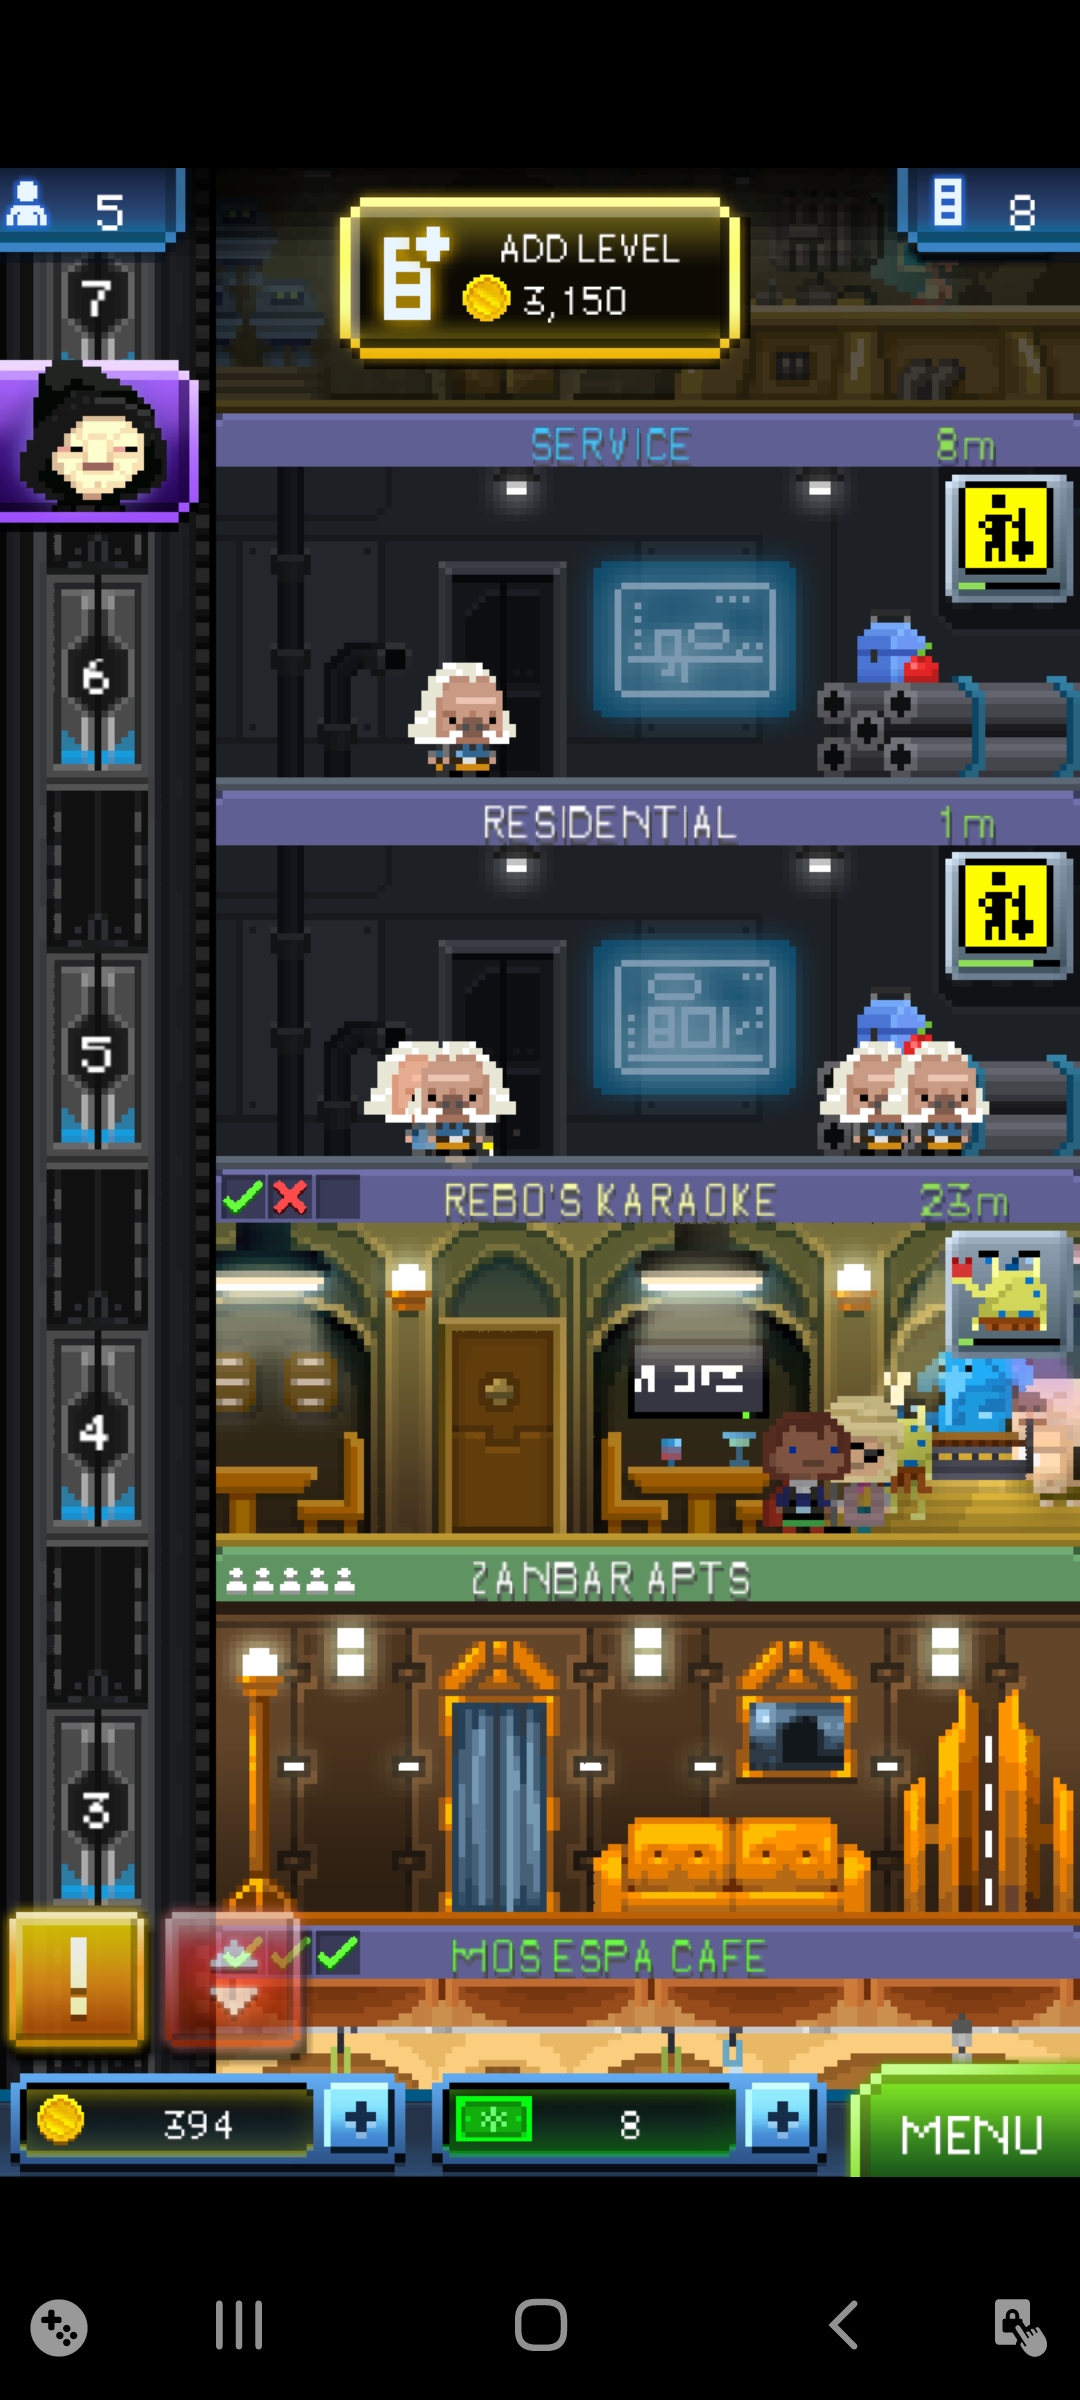 5
8
ADD LEVEL
3,150
7
SERVICE 8m
6
RESIDENTIAL 1m
5
REBO'S KARAOKE 23m
4
ZANBAR APTS
3
!
MOS ESPA CAFE
394
8
MENU